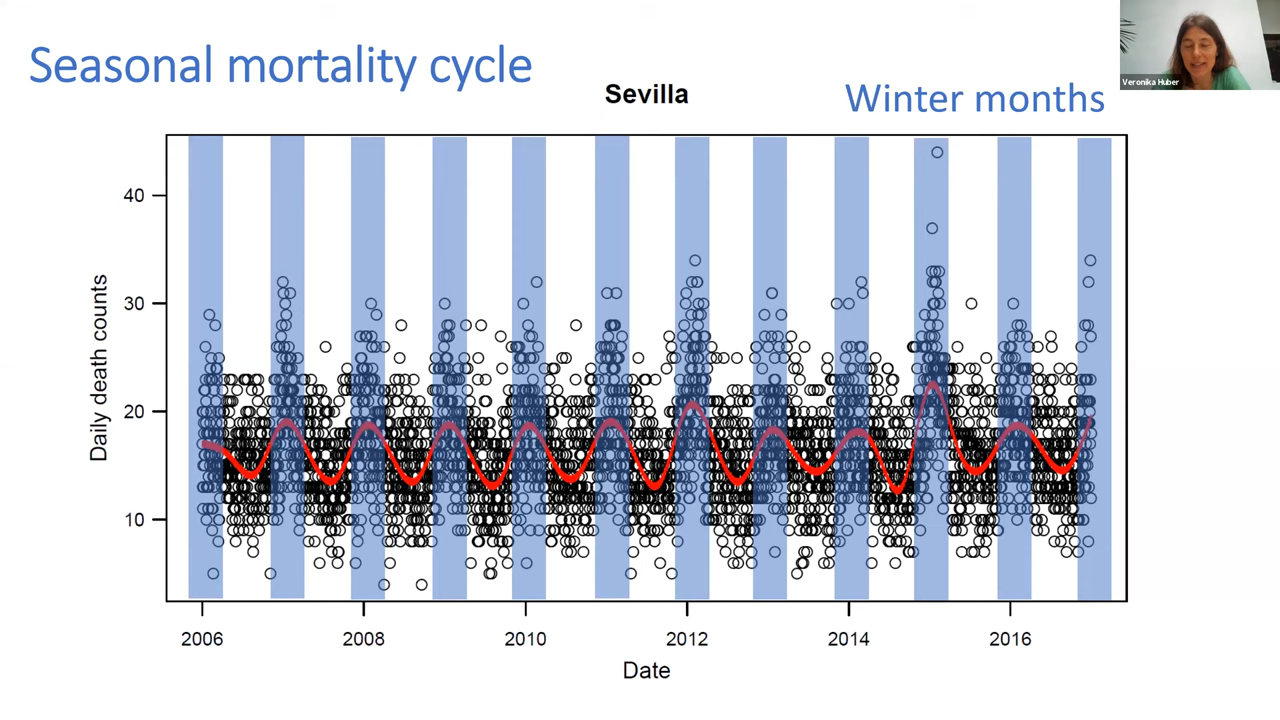 Seasonal mortality cycle
Veronika Huber
Sevilla
Winter months
Daily death counts
40
30
20
10
2006
2008
2010
2012
2014
2016
Date